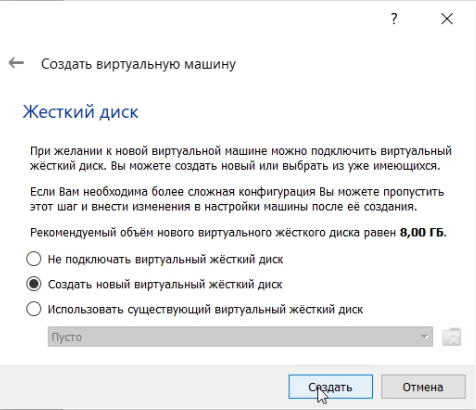 ?
Создать виртуальную машину
Жесткий диск
При желании к новой виртуальной машине можно подключить виртуальный
жёсткий диск. Вы можете создать новый или выбрать из уже имеющихся.
Если Вам необходима более сложная конфигурация Вы можете пропустить
этот шаг и внести изменения в настройки машины после её создания.
Рекомендуемый объём нового виртуального жёсткого диска равен 8,00 ГБ.
Не подключать виртуальный жёсткий диск
Создать новый виртуальный жёсткий диск
Использовать существующий виртуальный жёсткий диск
Пусто
Создать Отмена